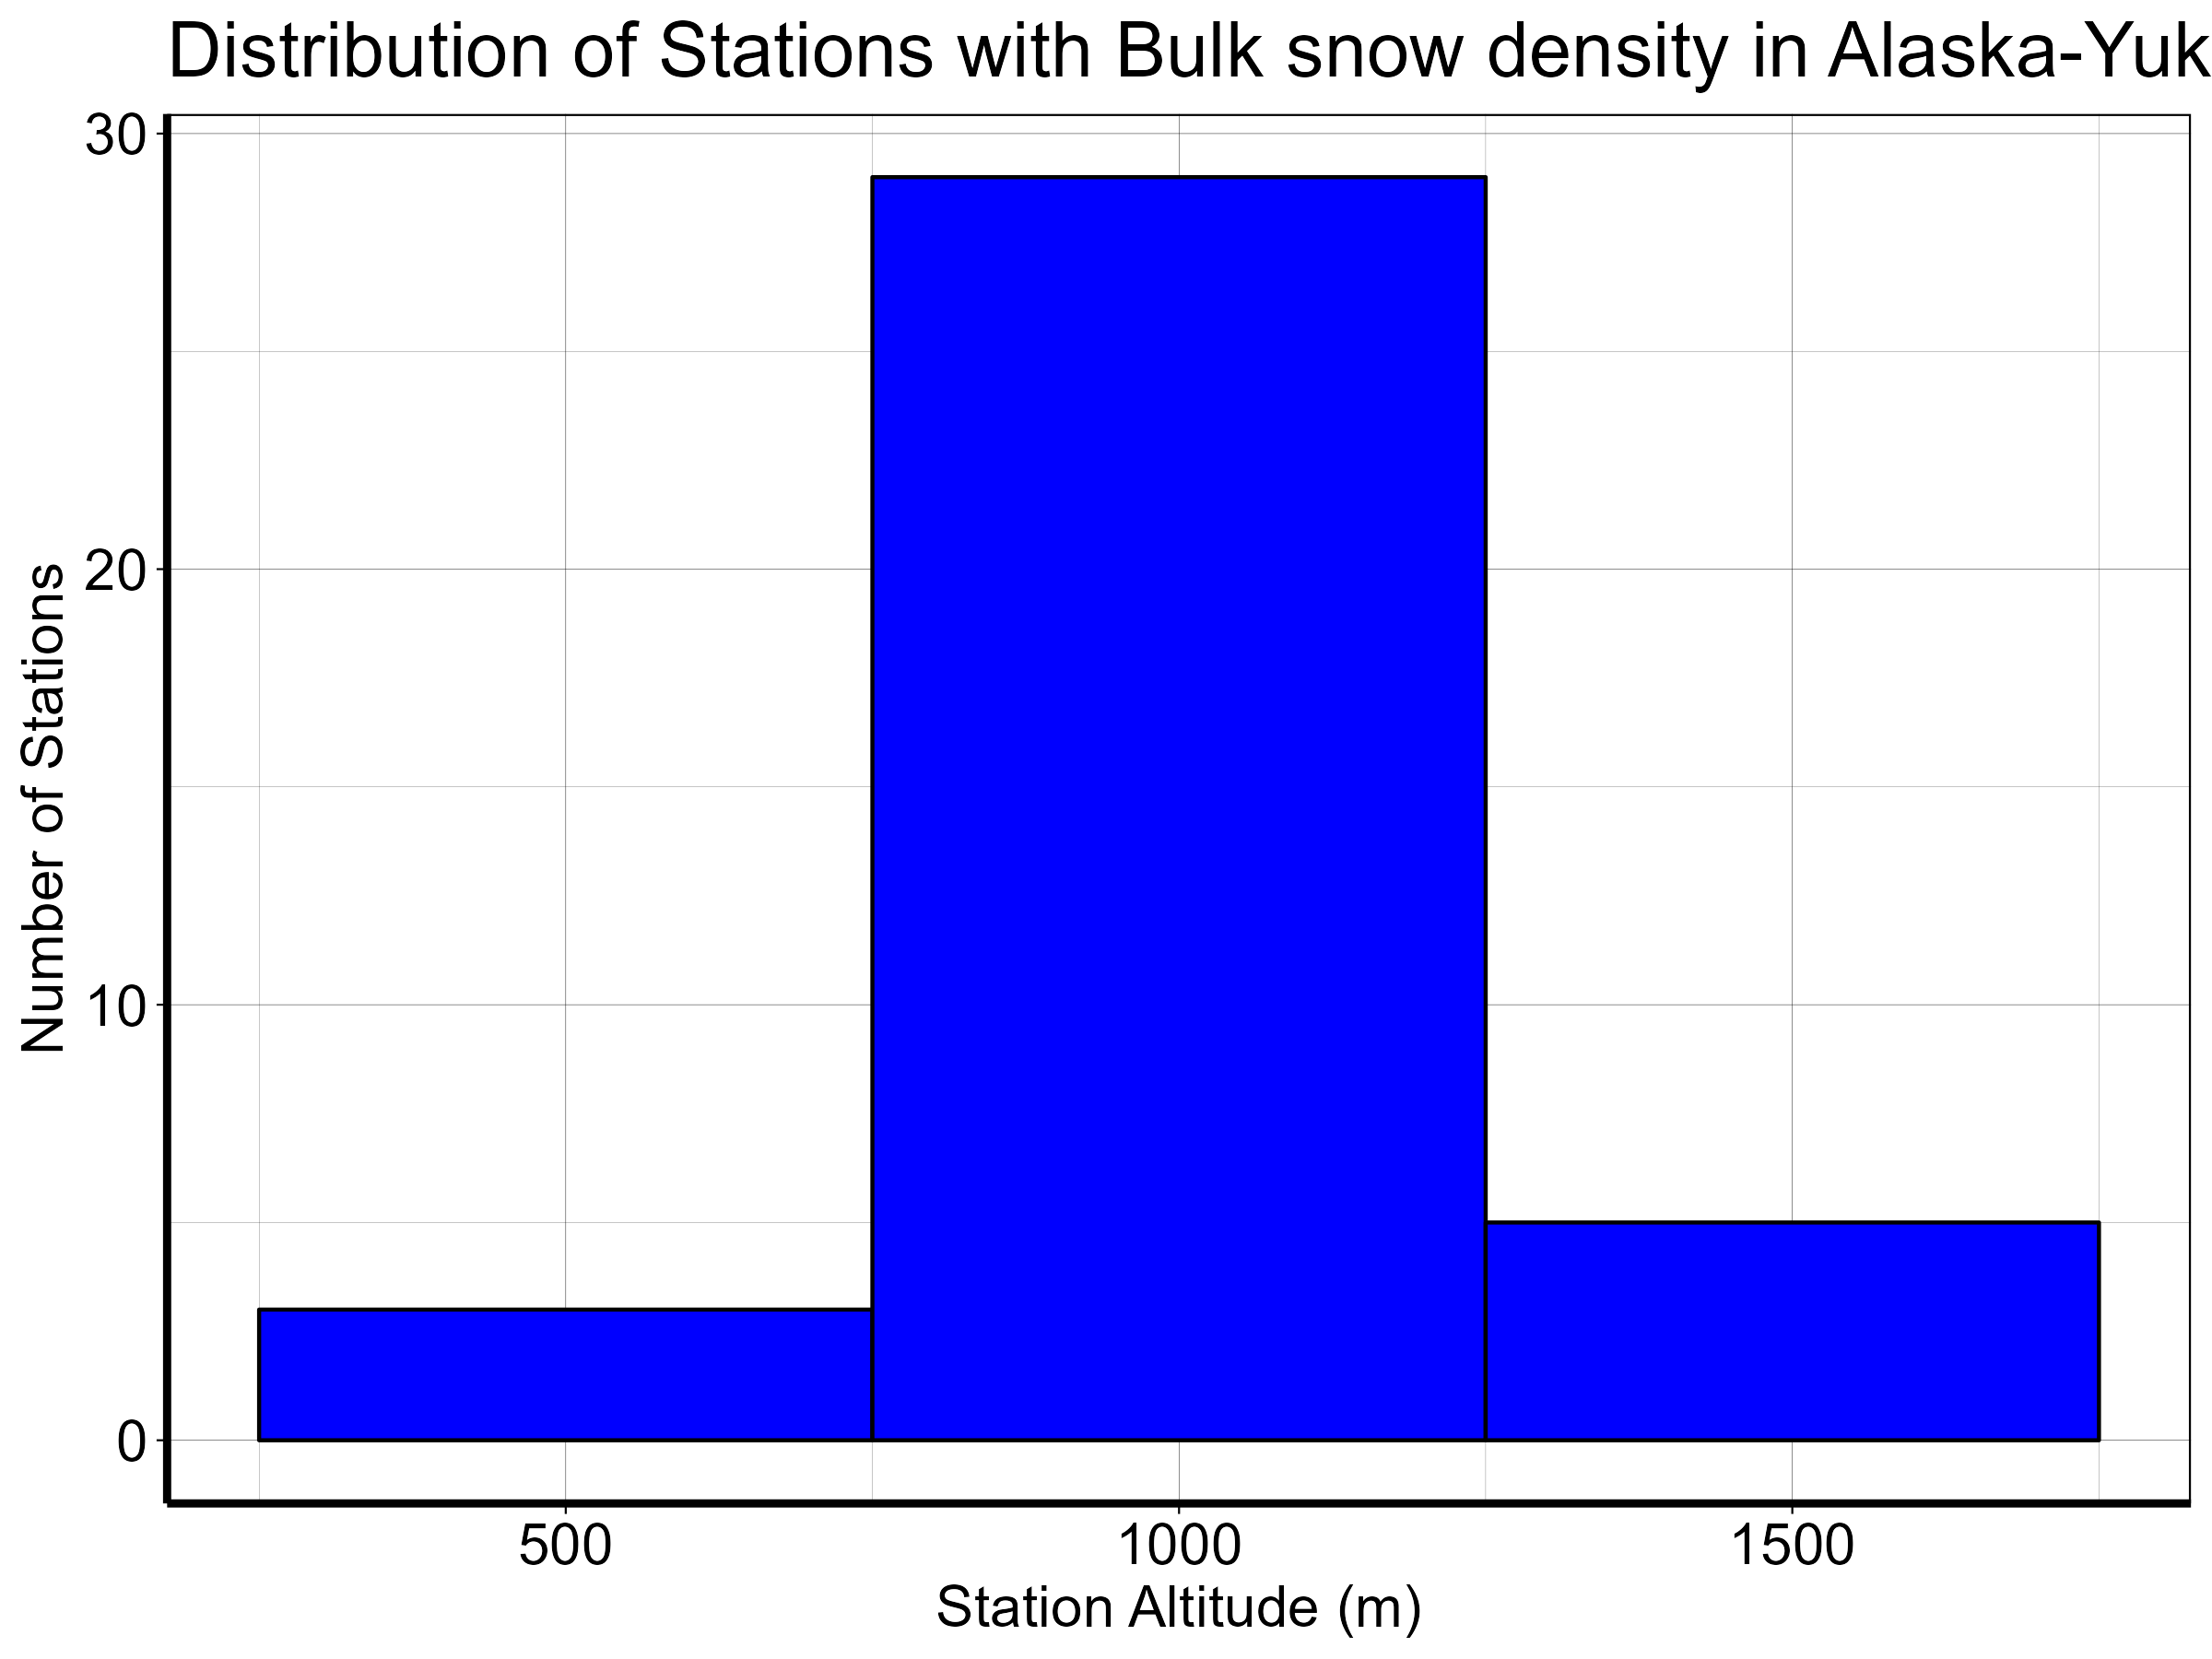 Distribution of Stations with Bulk snow density in Alaska-Yuk
30
20
10
0
Number of Stations
500 1000 1500
Station Altitude (m)